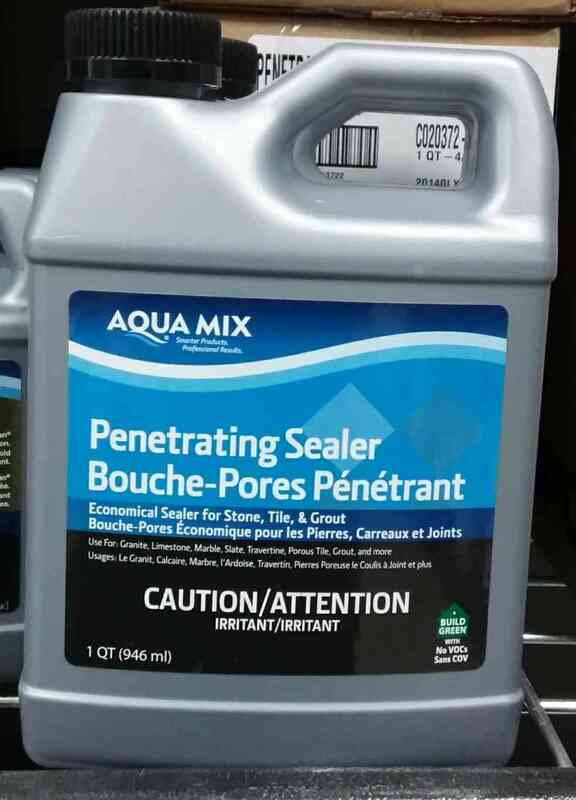 PENETRA
C020372-
1 QT - 4
AQUA MIX®
Smarter Products.
Professional Results.
Penetrating Sealer
Bouche-Pores Pénétrant
Economical Sealer for Stone, Tile, & Grout
Bouche-Pores Économique pour les Pierres, Carreaux et Joints
Use For: Granite, Limestone, Marble, Slate, Travertine, Porous Tile, Grout, and more
Usages: Le Granit, Calcaire, Marbre, l'Ardoise, Travertin, Pierres Poreuse le Coulis à Joint et plus
CAUTION/ATTENTION
IRRITANT/IRRITANT
BUILD
GREEN
WITH
No VOCs
Sans COV
1 QT (946 ml)